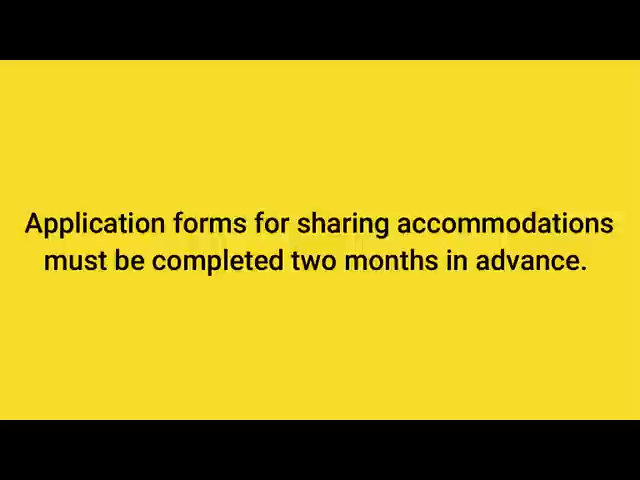 Application forms for sharing accommodations
must be completed two months in advance.